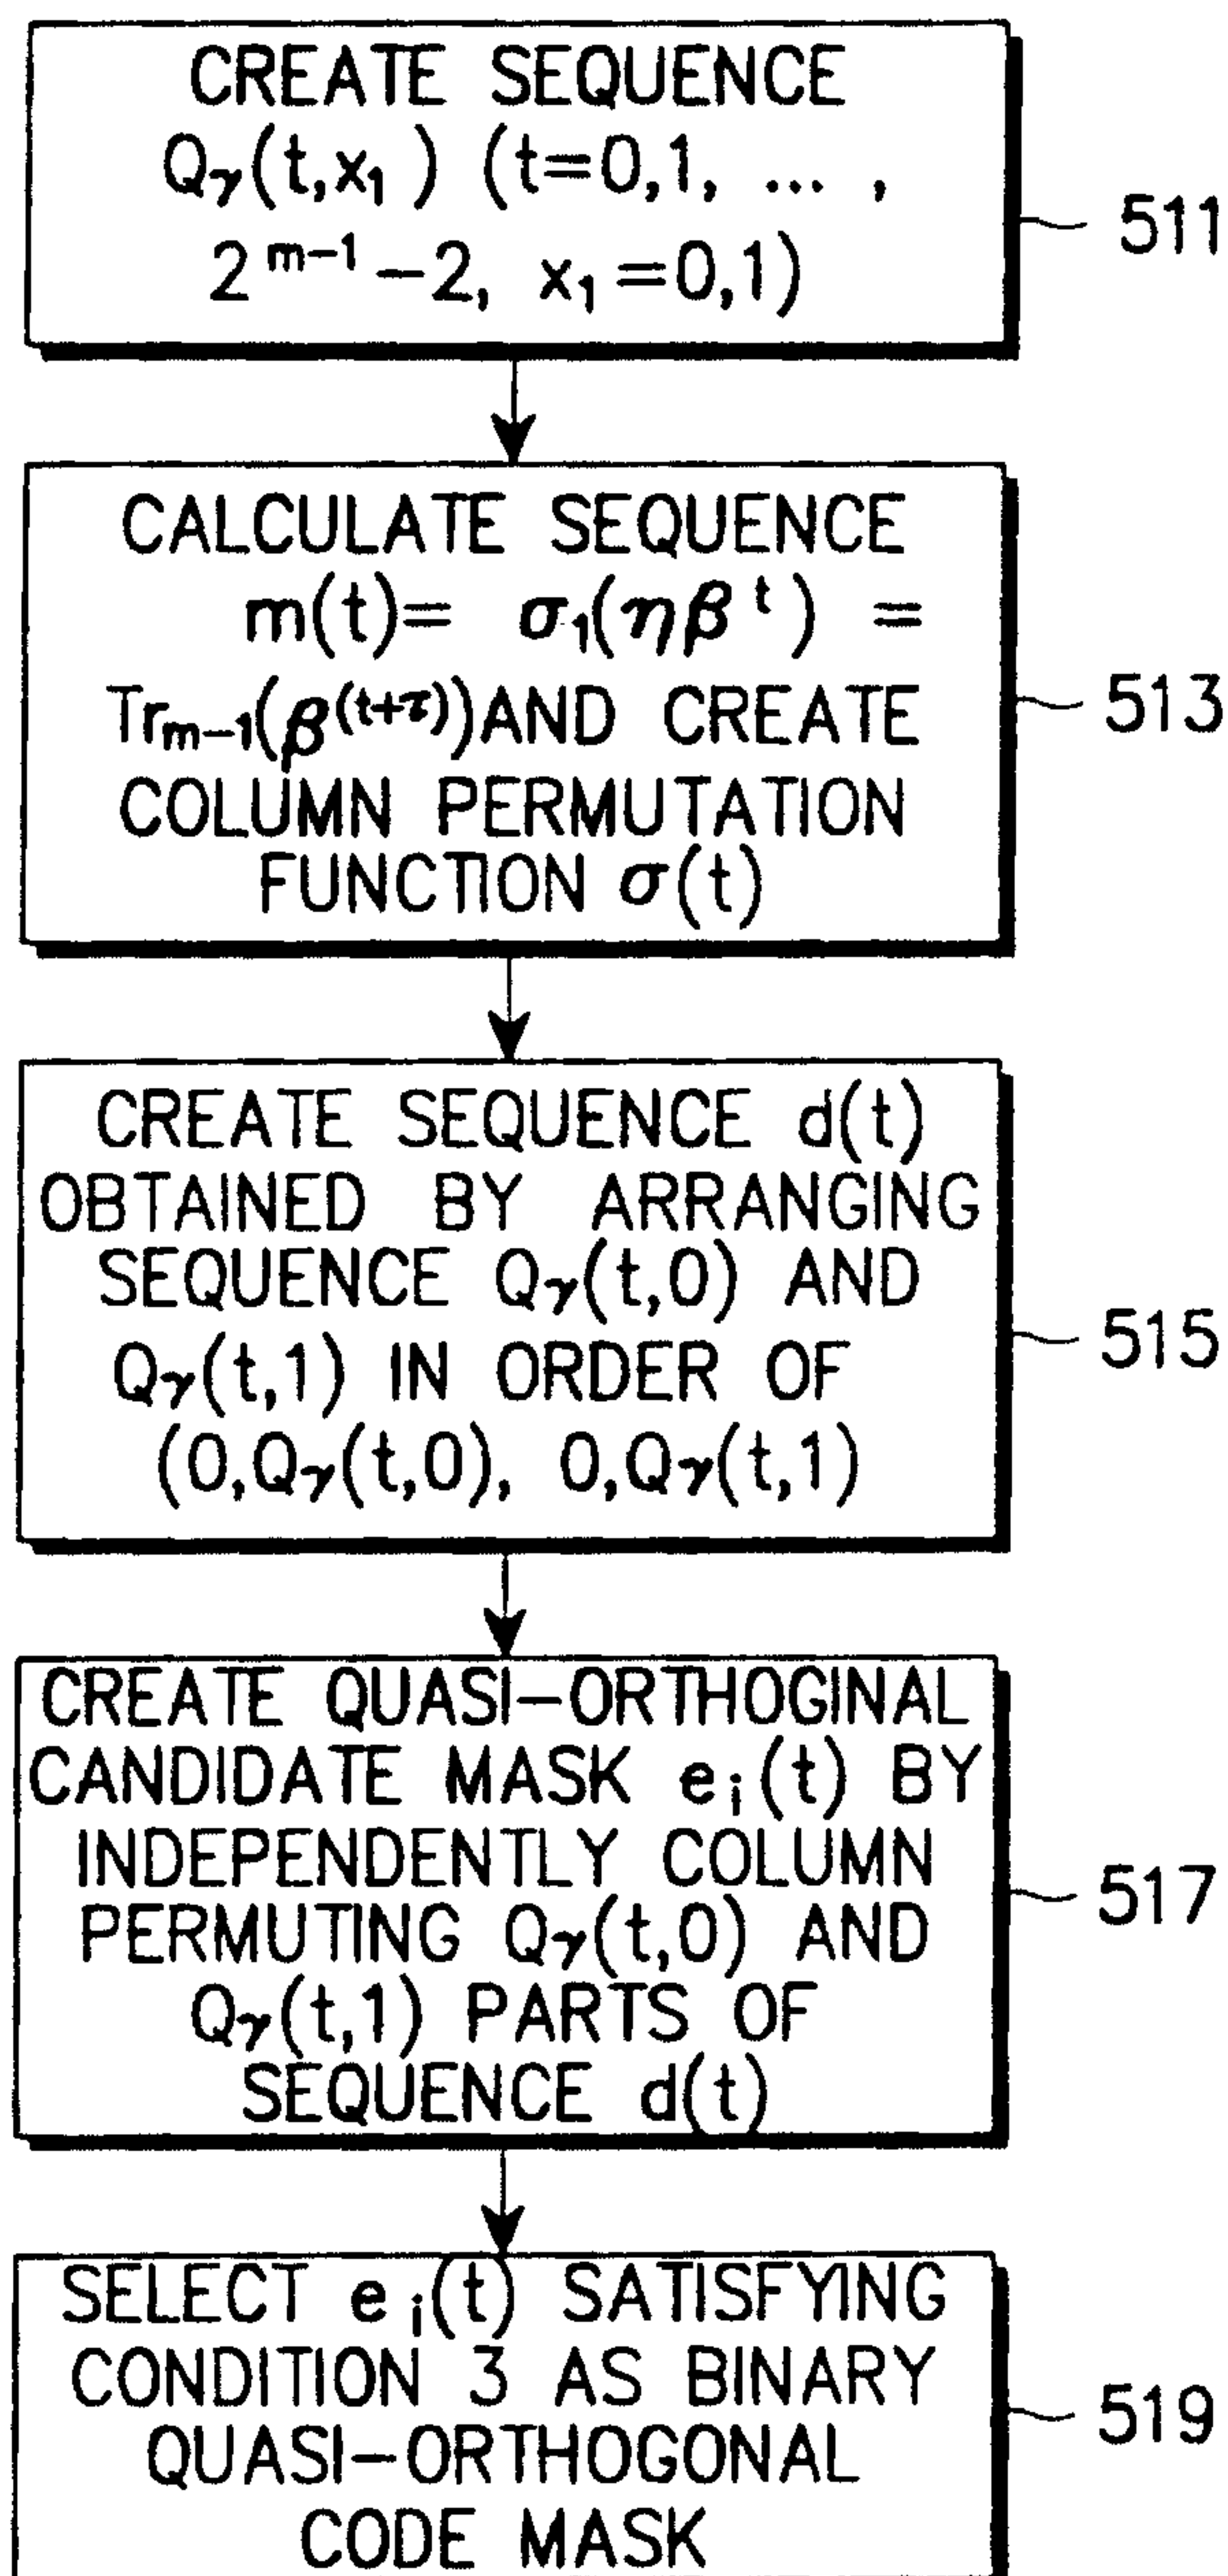 CREATE SEQUENCE
Qγ(t,x₁) (t=0,1, ... ,
2ᵐ⁻¹-2, x₁=0,1)
511
CALCULATE SEQUENCE
m(t)= σ₁(ηβᵗ) =
Trₘ₋₁(β⁽ᵗ⁺ᵗ⁾)AND CREATE
COLUMN PERMUTATION
FUNCTION σ(t)
513
CREATE SEQUENCE d(t)
OBTAINED BY ARRANGING
SEQUENCE Qγ(t,0) AND
Qγ(t,1) IN ORDER OF
(0,Qγ(t,0), 0,Qγ(t,1)
515
CREATE QUASI-ORTHOGINAL
CANDIDATE MASK eᵢ(t) BY
INDEPENDENTLY COLUMN
PERMUTING Qγ(t,0) AND
Qγ(t,1) PARTS OF
SEQUENCE d(t)
517
SELECT eᵢ(t) SATISFYING
CONDITION 3 AS BINARY
QUASI-ORTHOGONAL
CODE MASK
519